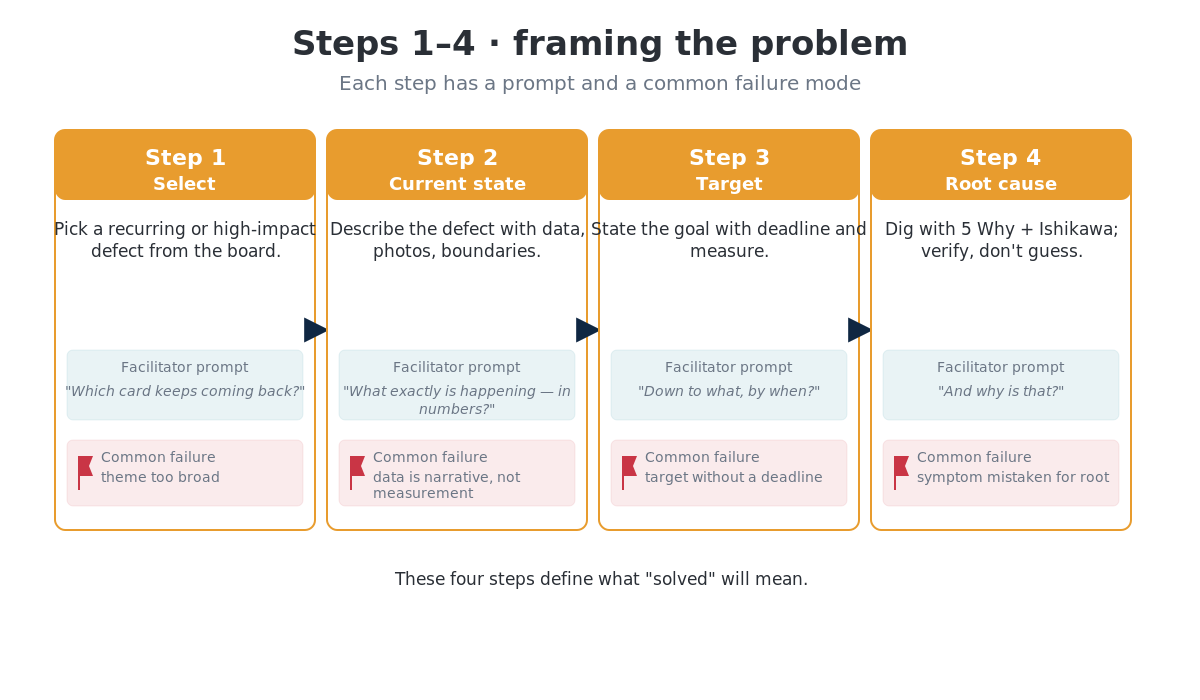 Steps 1–4 · framing the problem
Each step has a prompt and a common failure mode
Step 1
Select
Pick a recurring or high-impact
defect from the board.
Facilitator prompt
"Which card keeps coming back?"
Common failure
theme too broad
Step 2
Current state
Describe the defect with data,
photos, boundaries.
Facilitator prompt
"What exactly is happening — in
numbers?"
Common failure
data is narrative, not
measurement
Step 3
Target
State the goal with deadline and
measure.
Facilitator prompt
"Down to what, by when?"
Common failure
target without a deadline
Step 4
Root cause
Dig with 5 Why + Ishikawa;
verify, don't guess.
Facilitator prompt
"And why is that?"
Common failure
symptom mistaken for root
These four steps define what "solved" will mean.